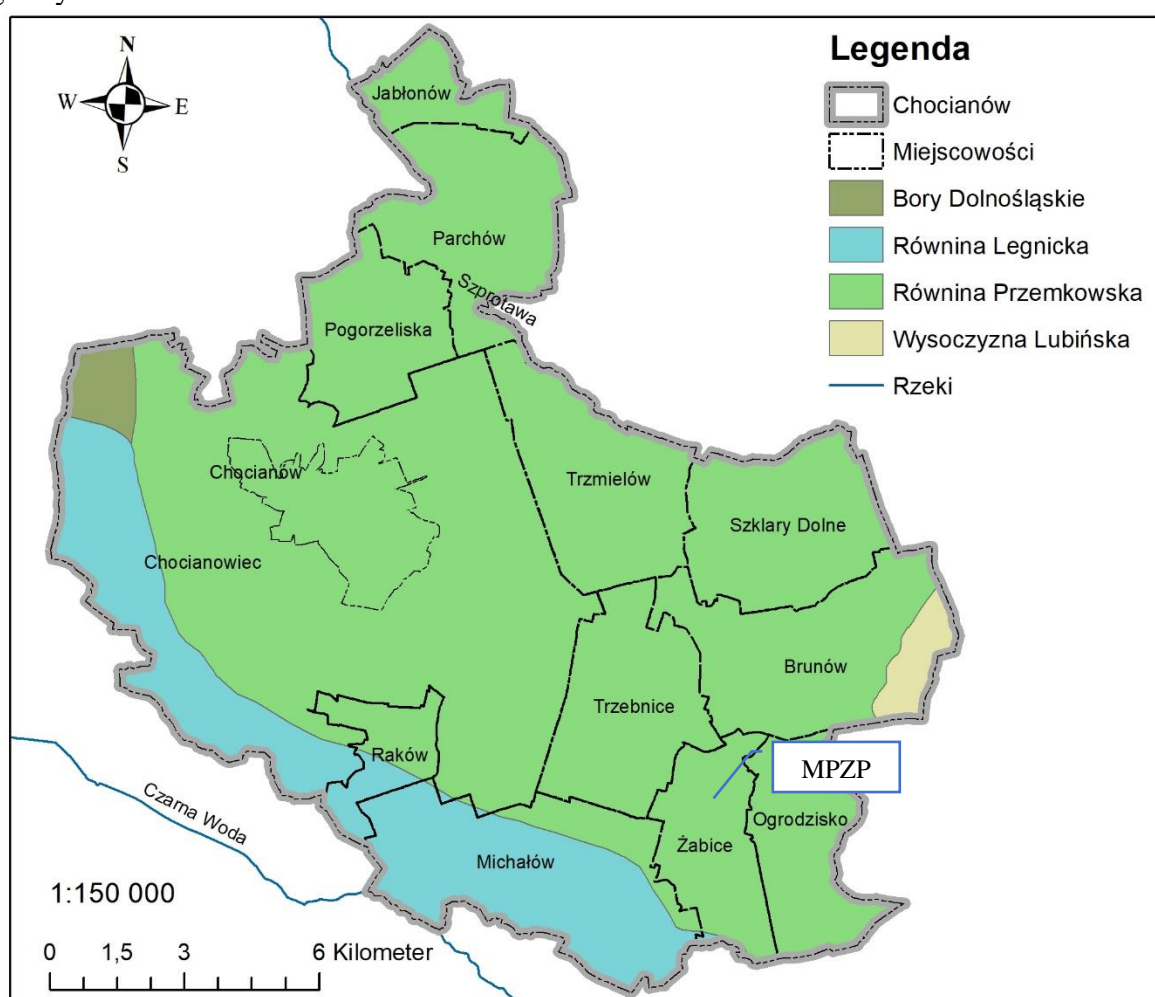 N
W
E
S
Legenda
Chocianów
Miejscowości
Bory Dolnośląskie
Równina Legnicka
Równina Przemkowska
Wysoczyzna Lubińska
Rzeki
Jabłonów
Parchów
Szprotawa
Pogorzeliska
Chocianów
Trzmielów
Szklary Dolne
Chocianowiec
Brunów
Trzebnice
Raków
MPZP
Czarna Woda
Ogrodzisko
Żabice
Michałów
1:150 000
0 1,5 3 6 Kilometer